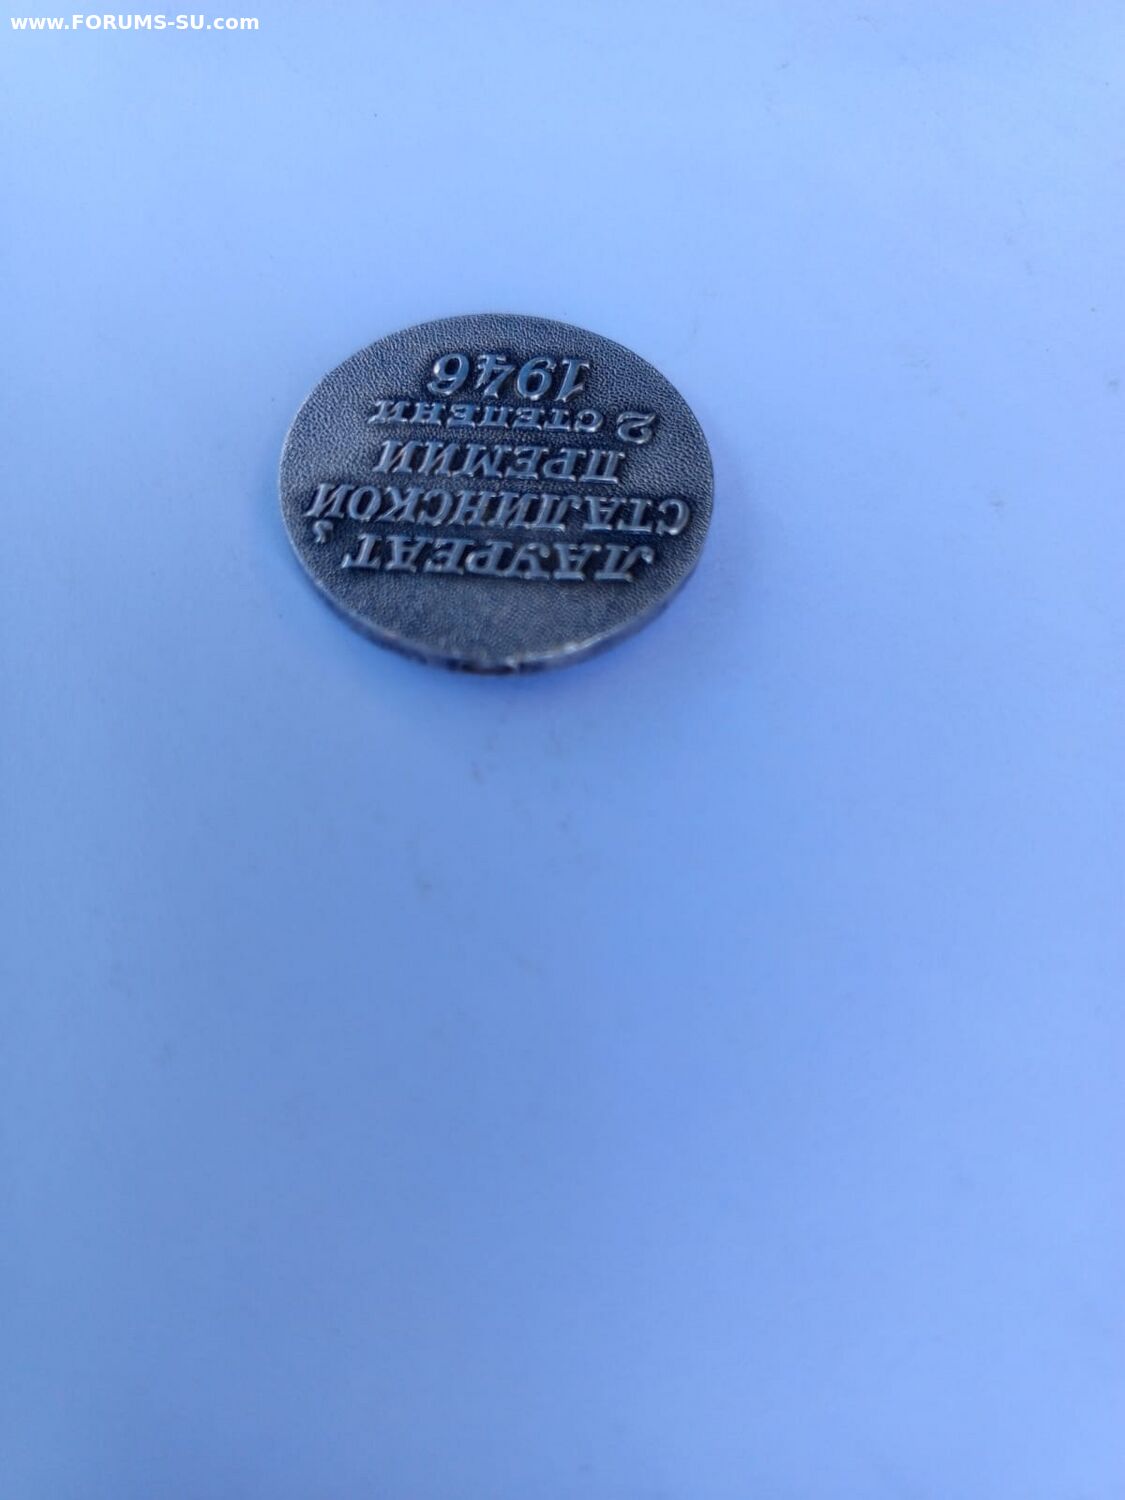 www.FORUMS-SU.com
ЛАУРЕАТ
СТАЛИНСКОЙ
ПРЕМИИ
2 СТЕПЕНИ
1946